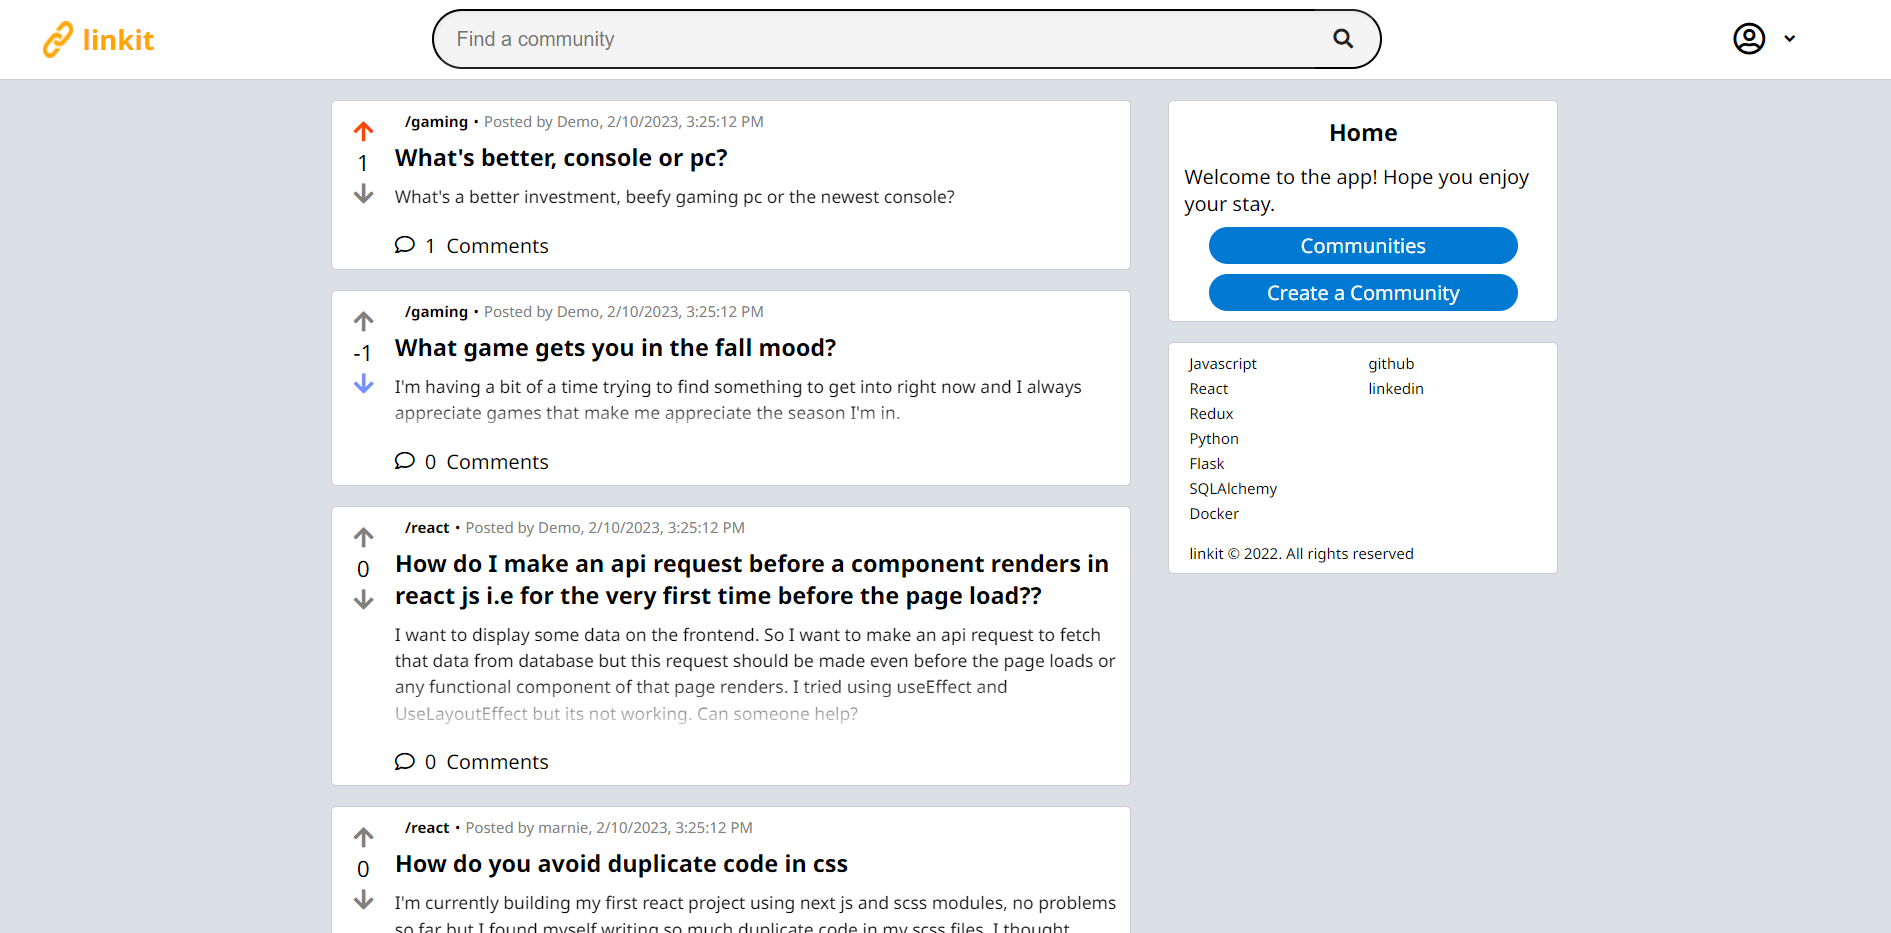 linkit
Find a community
/gaming • Posted by Demo, 2/10/2023, 3:25:12 PM
1
What's better, console or pc?
What's a better investment, beefy gaming pc or the newest console?
1 Comments
/gaming • Posted by Demo, 2/10/2023, 3:25:12 PM
-1
What game gets you in the fall mood?
I'm having a bit of a time trying to find something to get into right now and I always
appreciate games that make me appreciate the season I'm in.
0 Comments
/react • Posted by Demo, 2/10/2023, 3:25:12 PM
0
How do I make an api request before a component renders in
react js i.e for the very first time before the page load??
I want to display some data on the frontend. So I want to make an api request to fetch
that data from database but this request should be made even before the page loads or
any functional component of that page renders. I tried using useEffect and
UseLayoutEffect but its not working. Can someone help?
0 Comments
/react • Posted by marnie, 2/10/2023, 3:25:12 PM
0
How do you avoid duplicate code in css
I'm currently building my first react project using next js and scss modules, no problems
so far but I found myself writing so much duplicate code in my scss files. I thought
Home
Welcome to the app! Hope you enjoy
your stay.
Communities
Create a Community
Javascript
React
Redux
Python
Flask
SQLAlchemy
Docker
github
linkedin
linkit © 2022. All rights reserved